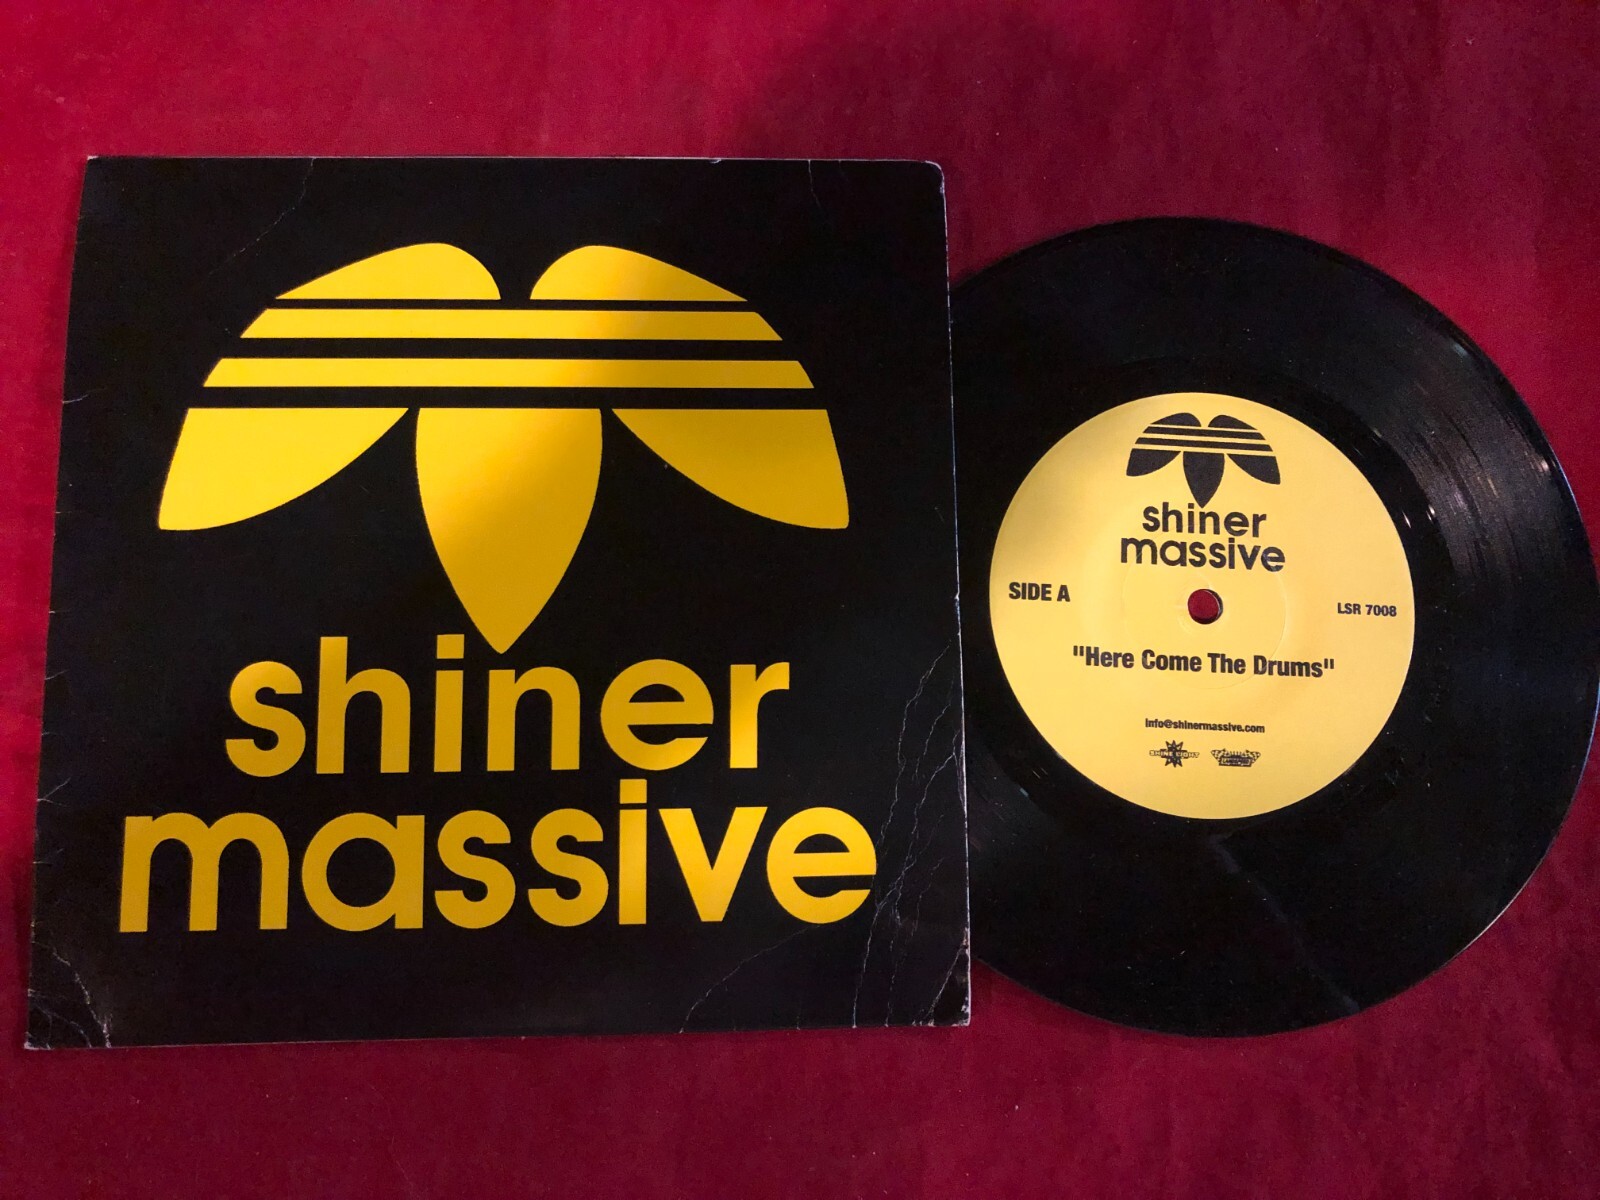 shiner
massive
shiner
massive
SIDE A
LSR 7008
"Here Come The Drums"
info@shinermassive.com